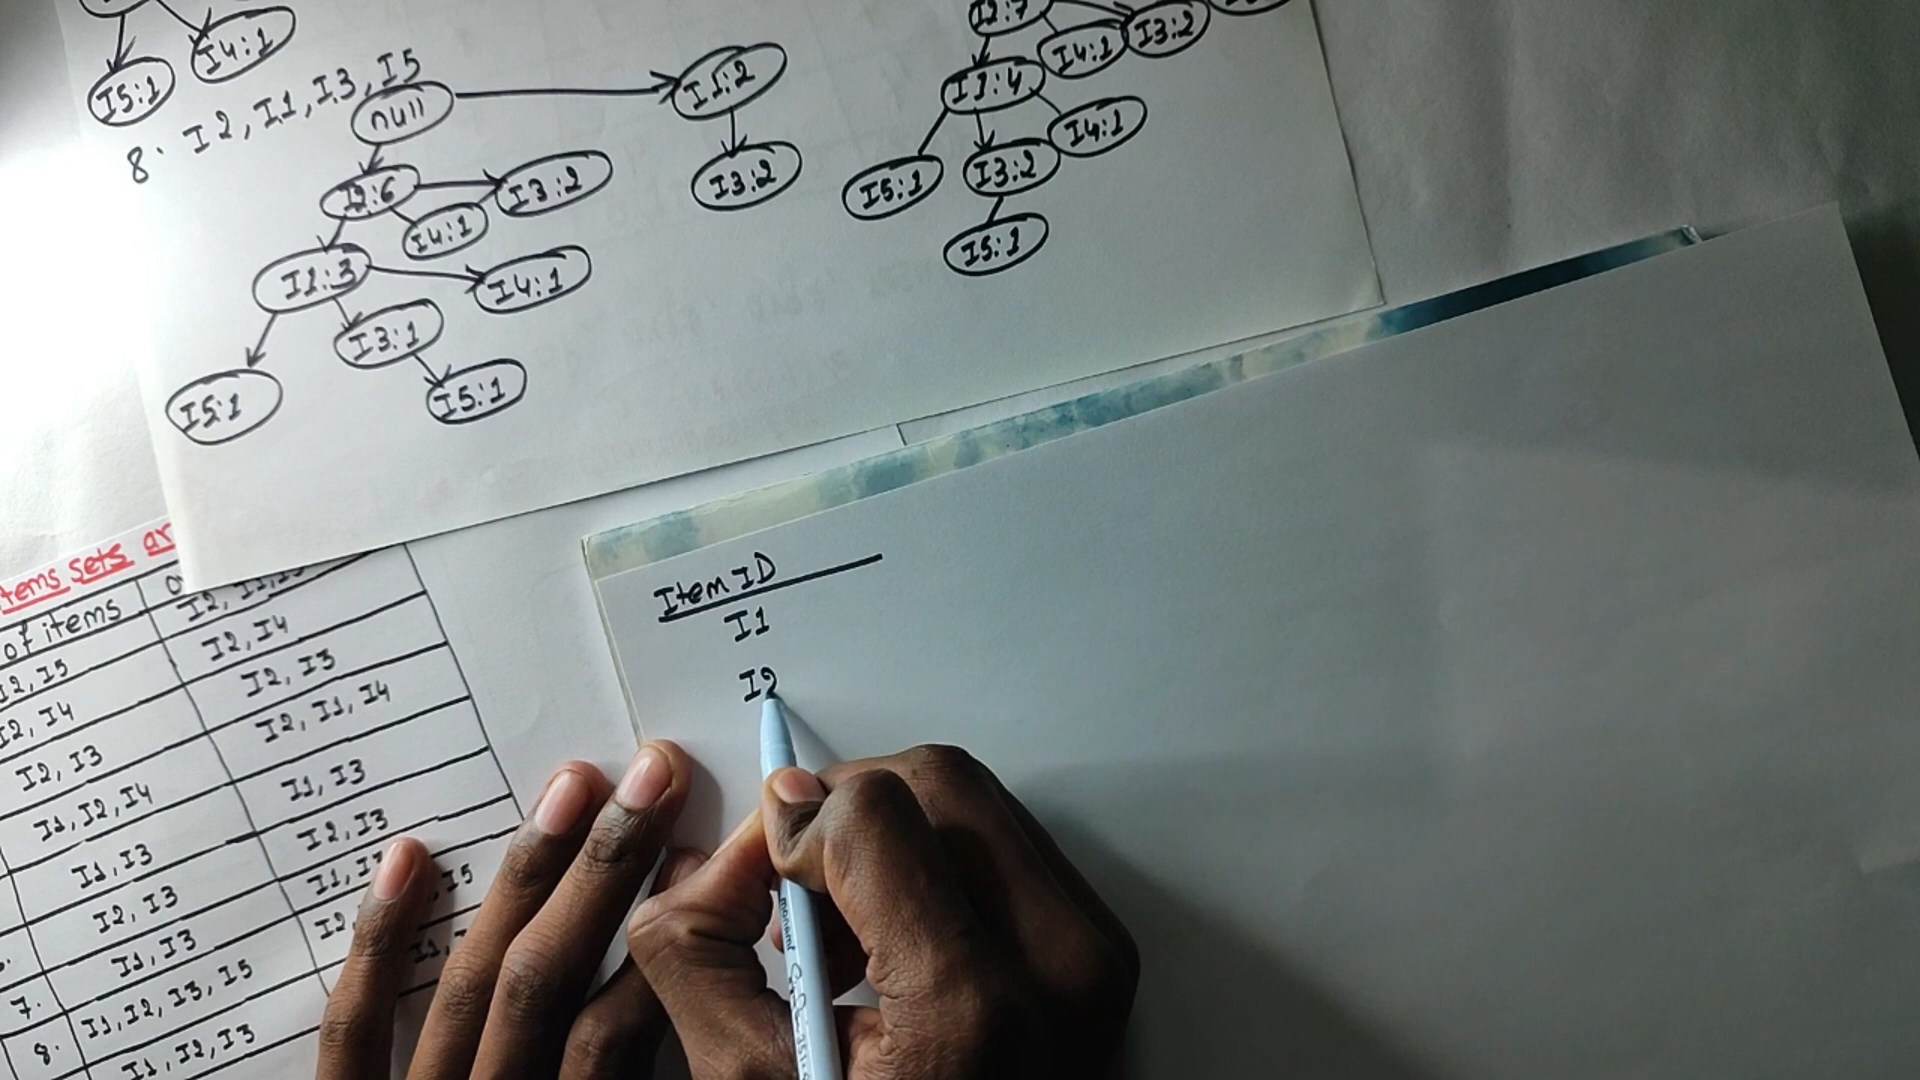 I5:1
I4:1
8. I2, I1, I3, I5
null
I1:2
I3:2
I2:6
I3:2
I4:1
I1:3
I4:1
I3:1
I5:1
I5:1
I2:7
I4:1
I3:2
I1:4
I4:1
I5:1
I3:2
I5:1
sets
of items
I2, I5
I2, I4
I2, I4
I2, I3
I2, I3
I2, I1, I4
I1, I2, I4
I1, I3
I1, I3
I2, I3
I2, I3
7.
I1, I3
8.
I1, I2, I3, I5
I1, I2, I3
Item ID
I1
I2
monami